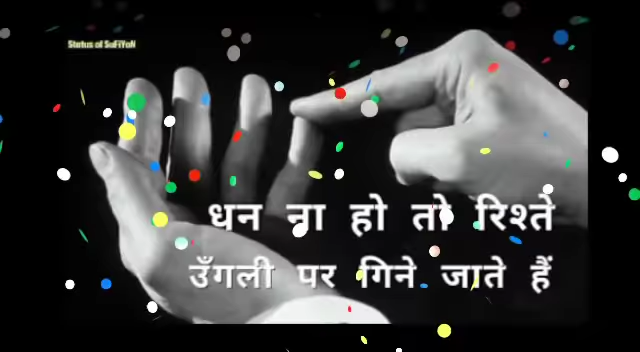 Status of SuFiYaN
धन ना हो तो रिश्ते
उँगली पर गिने जाते हैं